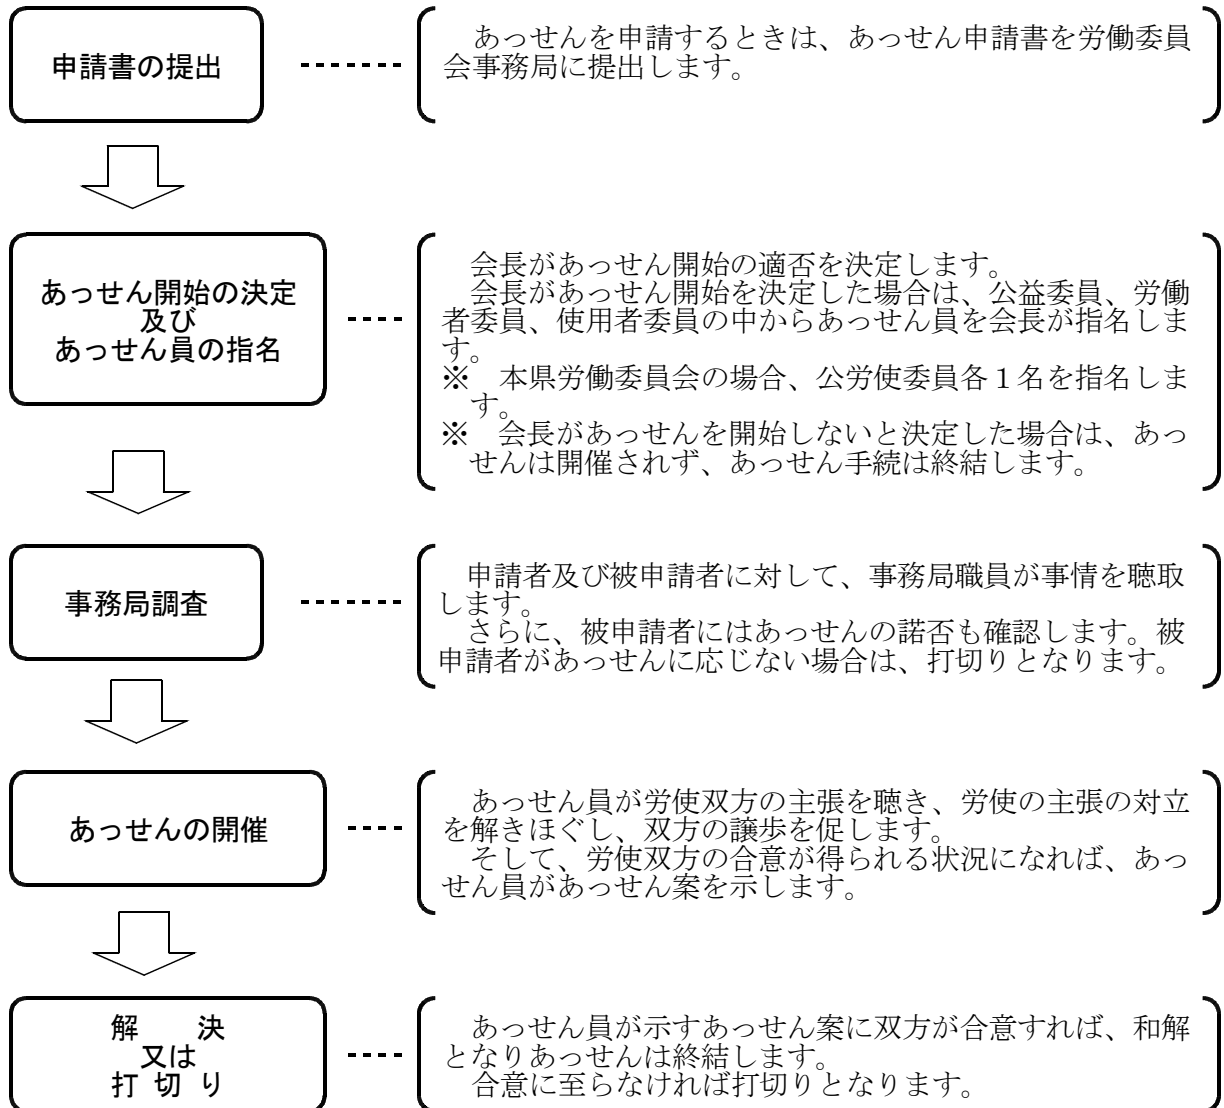 申請書の提出
あっせんを申請するときは、あっせん申請書を労働委員
会事務局に提出します。
あっせん開始の決定
及び
あっせん員の指名
会長があっせん開始の適否を決定します。
会長があっせん開始を決定した場合は、公益委員、労働
者委員、使用者委員の中からあっせん員を会長が指名しま
す。
※　本県労働委員会の場合、公労使委員各１名を指名しま
す。
※　会長があっせんを開始しないと決定した場合は、あっ
せんは開催されず、あっせん手続は終結します。
事務局調査
申請者及び被申請者に対して、事務局職員が事情を聴取
します。
さらに、被申請者にはあっせんの諾否も確認します。被
申請者があっせんに応じない場合は、打切りとなります。
あっせんの開催
あっせん員が労使双方の主張を聴き、労使の主張の対立
を解きほぐし、双方の譲歩を促します。
そして、労使双方の合意が得られる状況になれば、あっ
せん員があっせん案を示します。
解　　決
又は
打 切 り
あっせん員が示すあっせん案に双方が合意すれば、和解
となりあっせんは終結します。
合意に至らなければ打切りとなります。